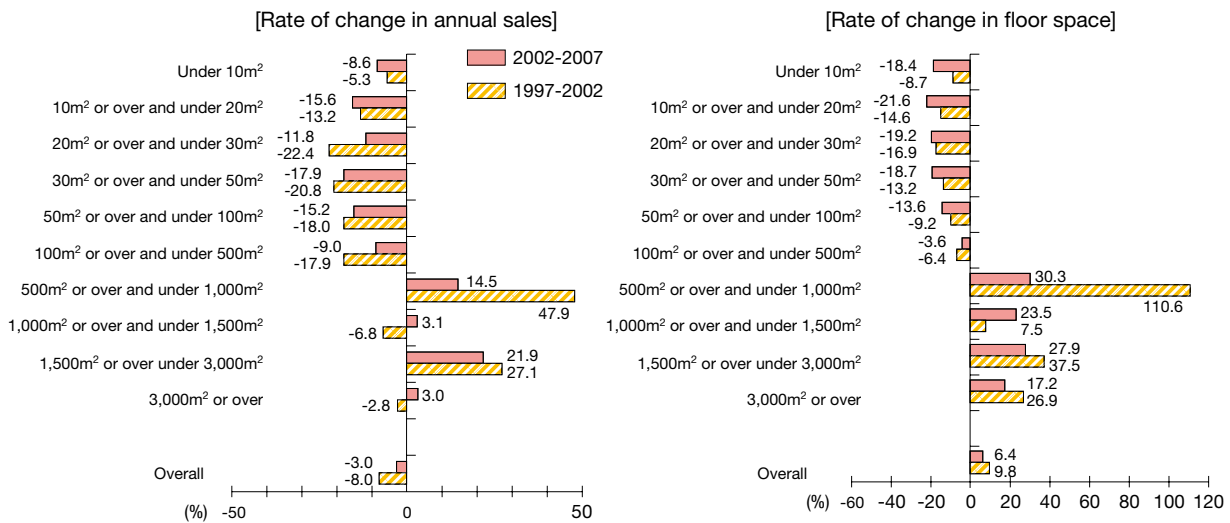 [Rate of change in annual sales]
2002-2007
1997-2002
Under 10m²
-8.6
-5.3
10m² or over and under 20m²
-15.6
-13.2
20m² or over and under 30m²
-11.8
-22.4
30m² or over and under 50m²
-17.9
-20.8
50m² or over and under 100m²
-15.2
-18.0
100m² or over and under 500m²
-9.0
-17.9
500m² or over and under 1,000m²
14.5
47.9
1,000m² or over and under 1,500m²
3.1
-6.8
1,500m² or over under 3,000m²
21.9
27.1
3,000m² or over
3.0
-2.8
Overall
-3.0
-8.0
(%) -50 0 50
[Rate of change in floor space]
Under 10m²
-18.4
-8.7
10m² or over and under 20m²
-21.6
-14.6
20m² or over and under 30m²
-19.2
-16.9
30m² or over and under 50m²
-18.7
-13.2
50m² or over and under 100m²
-13.6
-9.2
100m² or over and under 500m²
-3.6
-6.4
500m² or over and under 1,000m²
30.3
110.6
1,000m² or over and under 1,500m²
23.5
7.5
1,500m² or over under 3,000m²
27.9
37.5
3,000m² or over
17.2
26.9
Overall
6.4
9.8
(%) -60 -40 -20 0 20 40 60 80 100 120